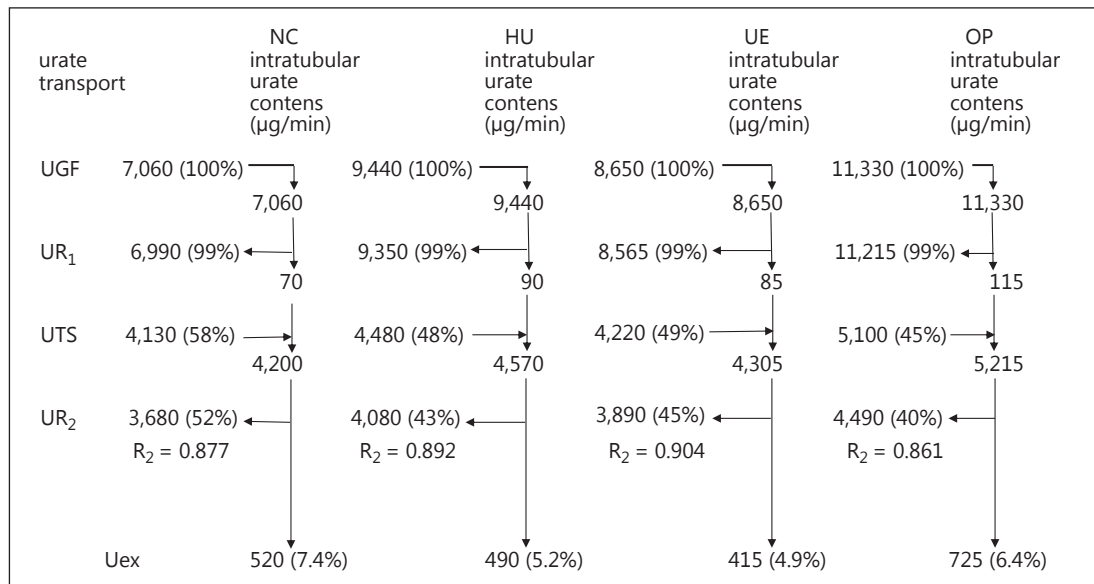 NC HU UE OP
urate transport
intratubular urate contens (µg/min) intratubular urate contens (µg/min) intratubular urate contens (µg/min) intratubular urate contens (µg/min)
UGF 7,060 (100%) 9,440 (100%) 8,650 (100%) 11,330 (100%)
7,060 9,440 8,650 11,330
UR₁ 6,990 (99%) 9,350 (99%) 8,565 (99%) 11,215 (99%)
70 90 85 115
UTS 4,130 (58%) 4,480 (48%) 4,220 (49%) 5,100 (45%)
4,200 4,570 4,305 5,215
UR₂ 3,680 (52%) 4,080 (43%) 3,890 (45%) 4,490 (40%)
R₂ = 0.877 R₂ = 0.892 R₂ = 0.904 R₂ = 0.861
Uex 520 (7.4%) 490 (5.2%) 415 (4.9%) 725 (6.4%)